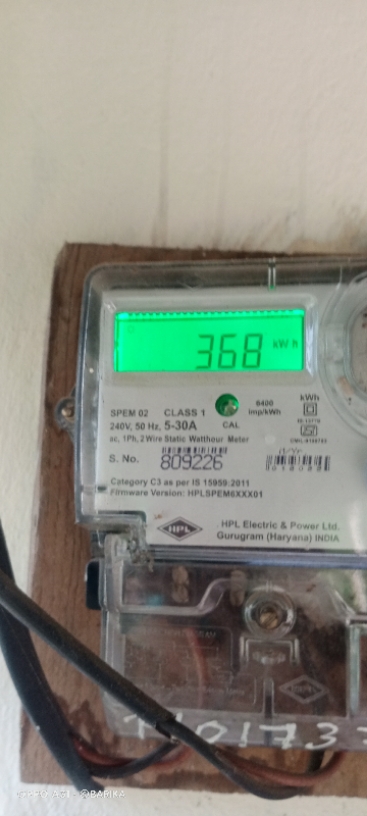 368 kWh
SPEM 02 CLASS 1
240V, 50 Hz, 5-30A
CAL
6400
imp/kWh
kWh
ac, 1Ph, 2 Wire Static Watthour Meter
S. No. 809226
Category C3 as per IS 15959:2011
Firmware Version: HPLSPEM6XXX01
HPL
HPL Electric & Power Ltd.
Gurugram (Haryana) INDIA